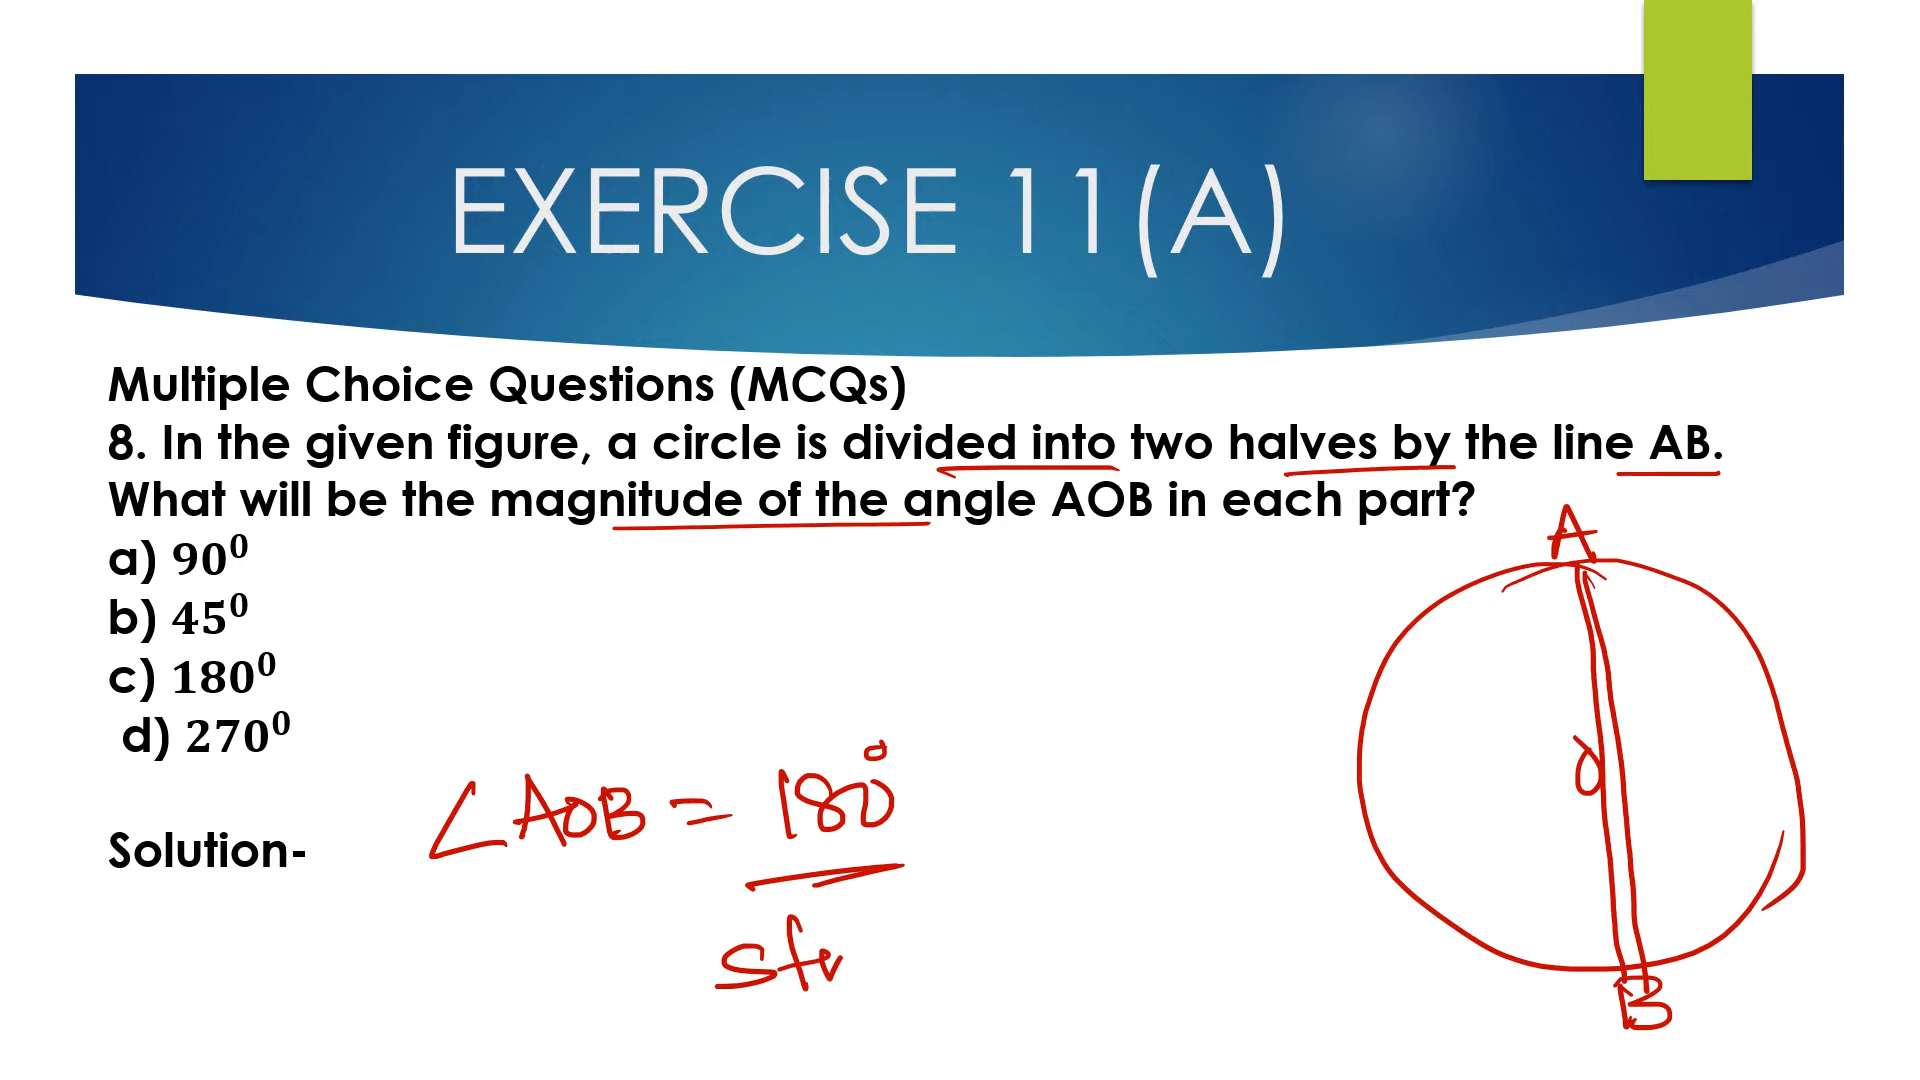 EXERCISE 11(A)
Multiple Choice Questions (MCQs)
8. In the given figure, a circle is divided into two halves by the line AB.
What will be the magnitude of the angle AOB in each part?
a) 90⁰
b) 45⁰
c) 180⁰
d) 270⁰
∠AOB = 180°
Solution-
A
O
B